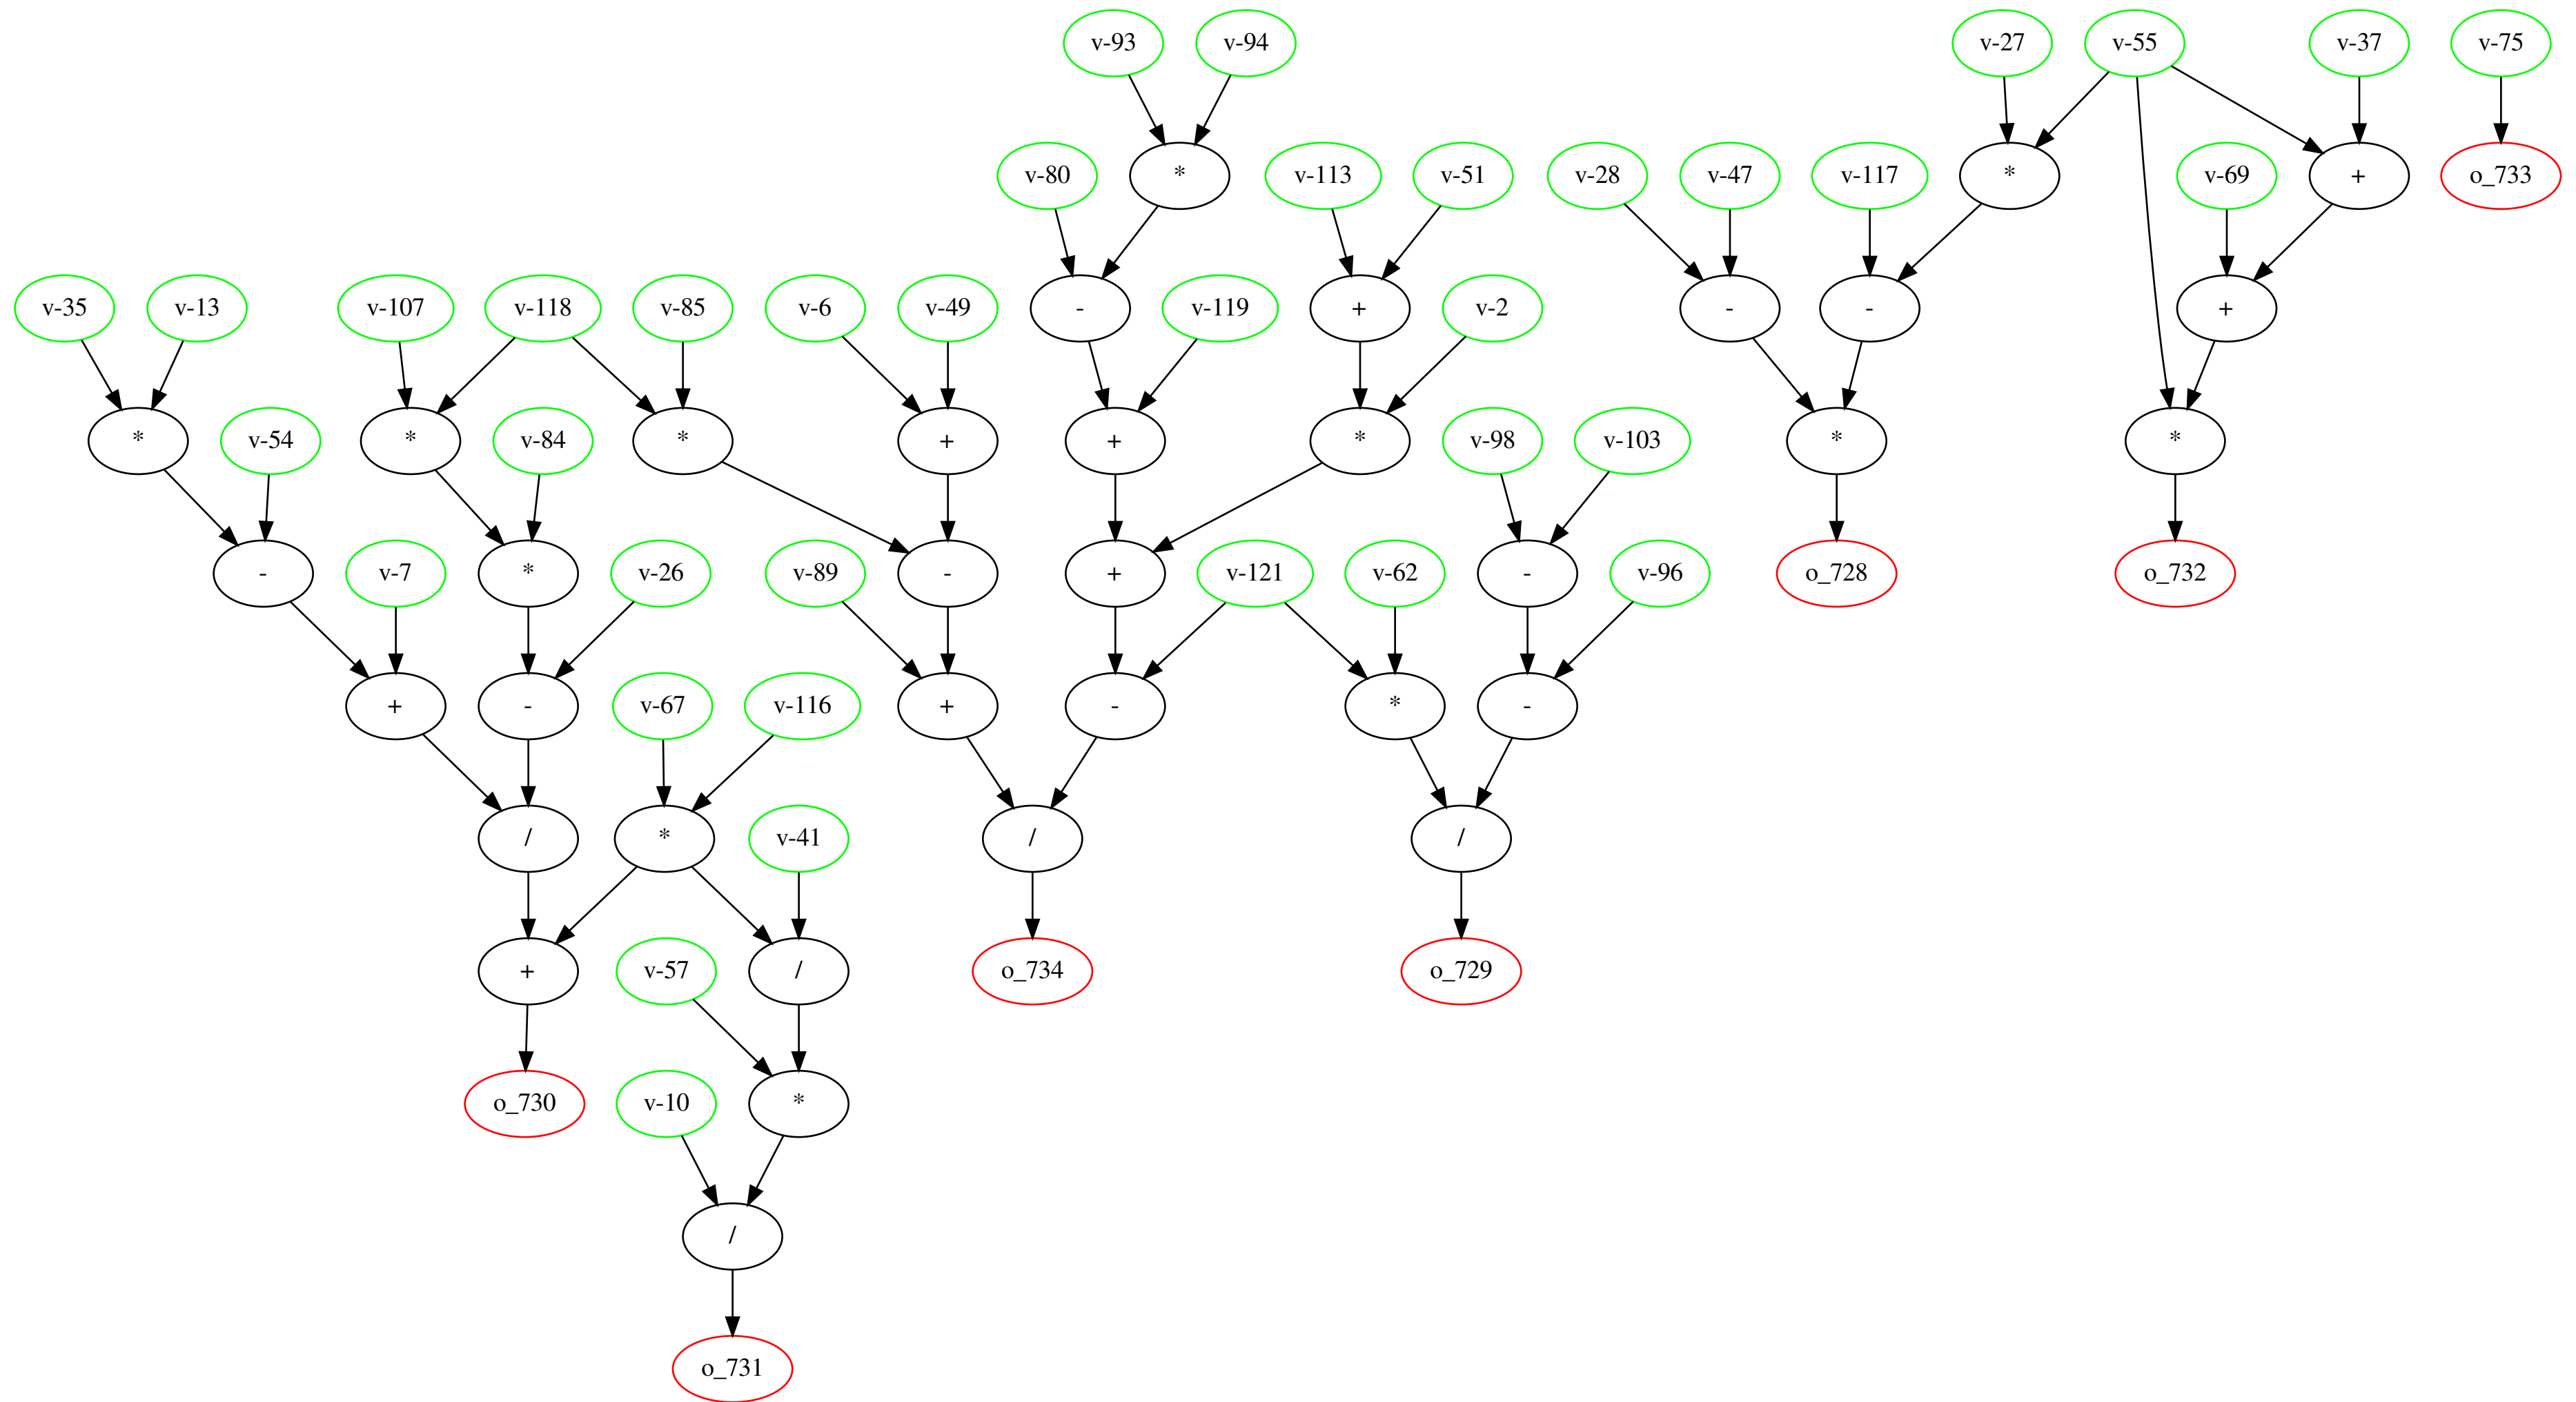 v-93 v-94 v-27 v-55 v-37 v-75
v-80 * v-113 v-51 v-28 v-47 v-117 * v-69 + o_733
v-35 v-13 v-107 v-118 v-85 v-6 v-49 - v-119 + v-2 - - +
* v-54 * v-84 * + + * v-98 v-103 * *
- v-7 * v-26 v-89 - + v-121 v-62 - v-96 o_728 o_732
+ - v-67 v-116 + - * -
/ * v-41 / /
+ v-57 / o_734 o_729
o_730 v-10 *
/
o_731